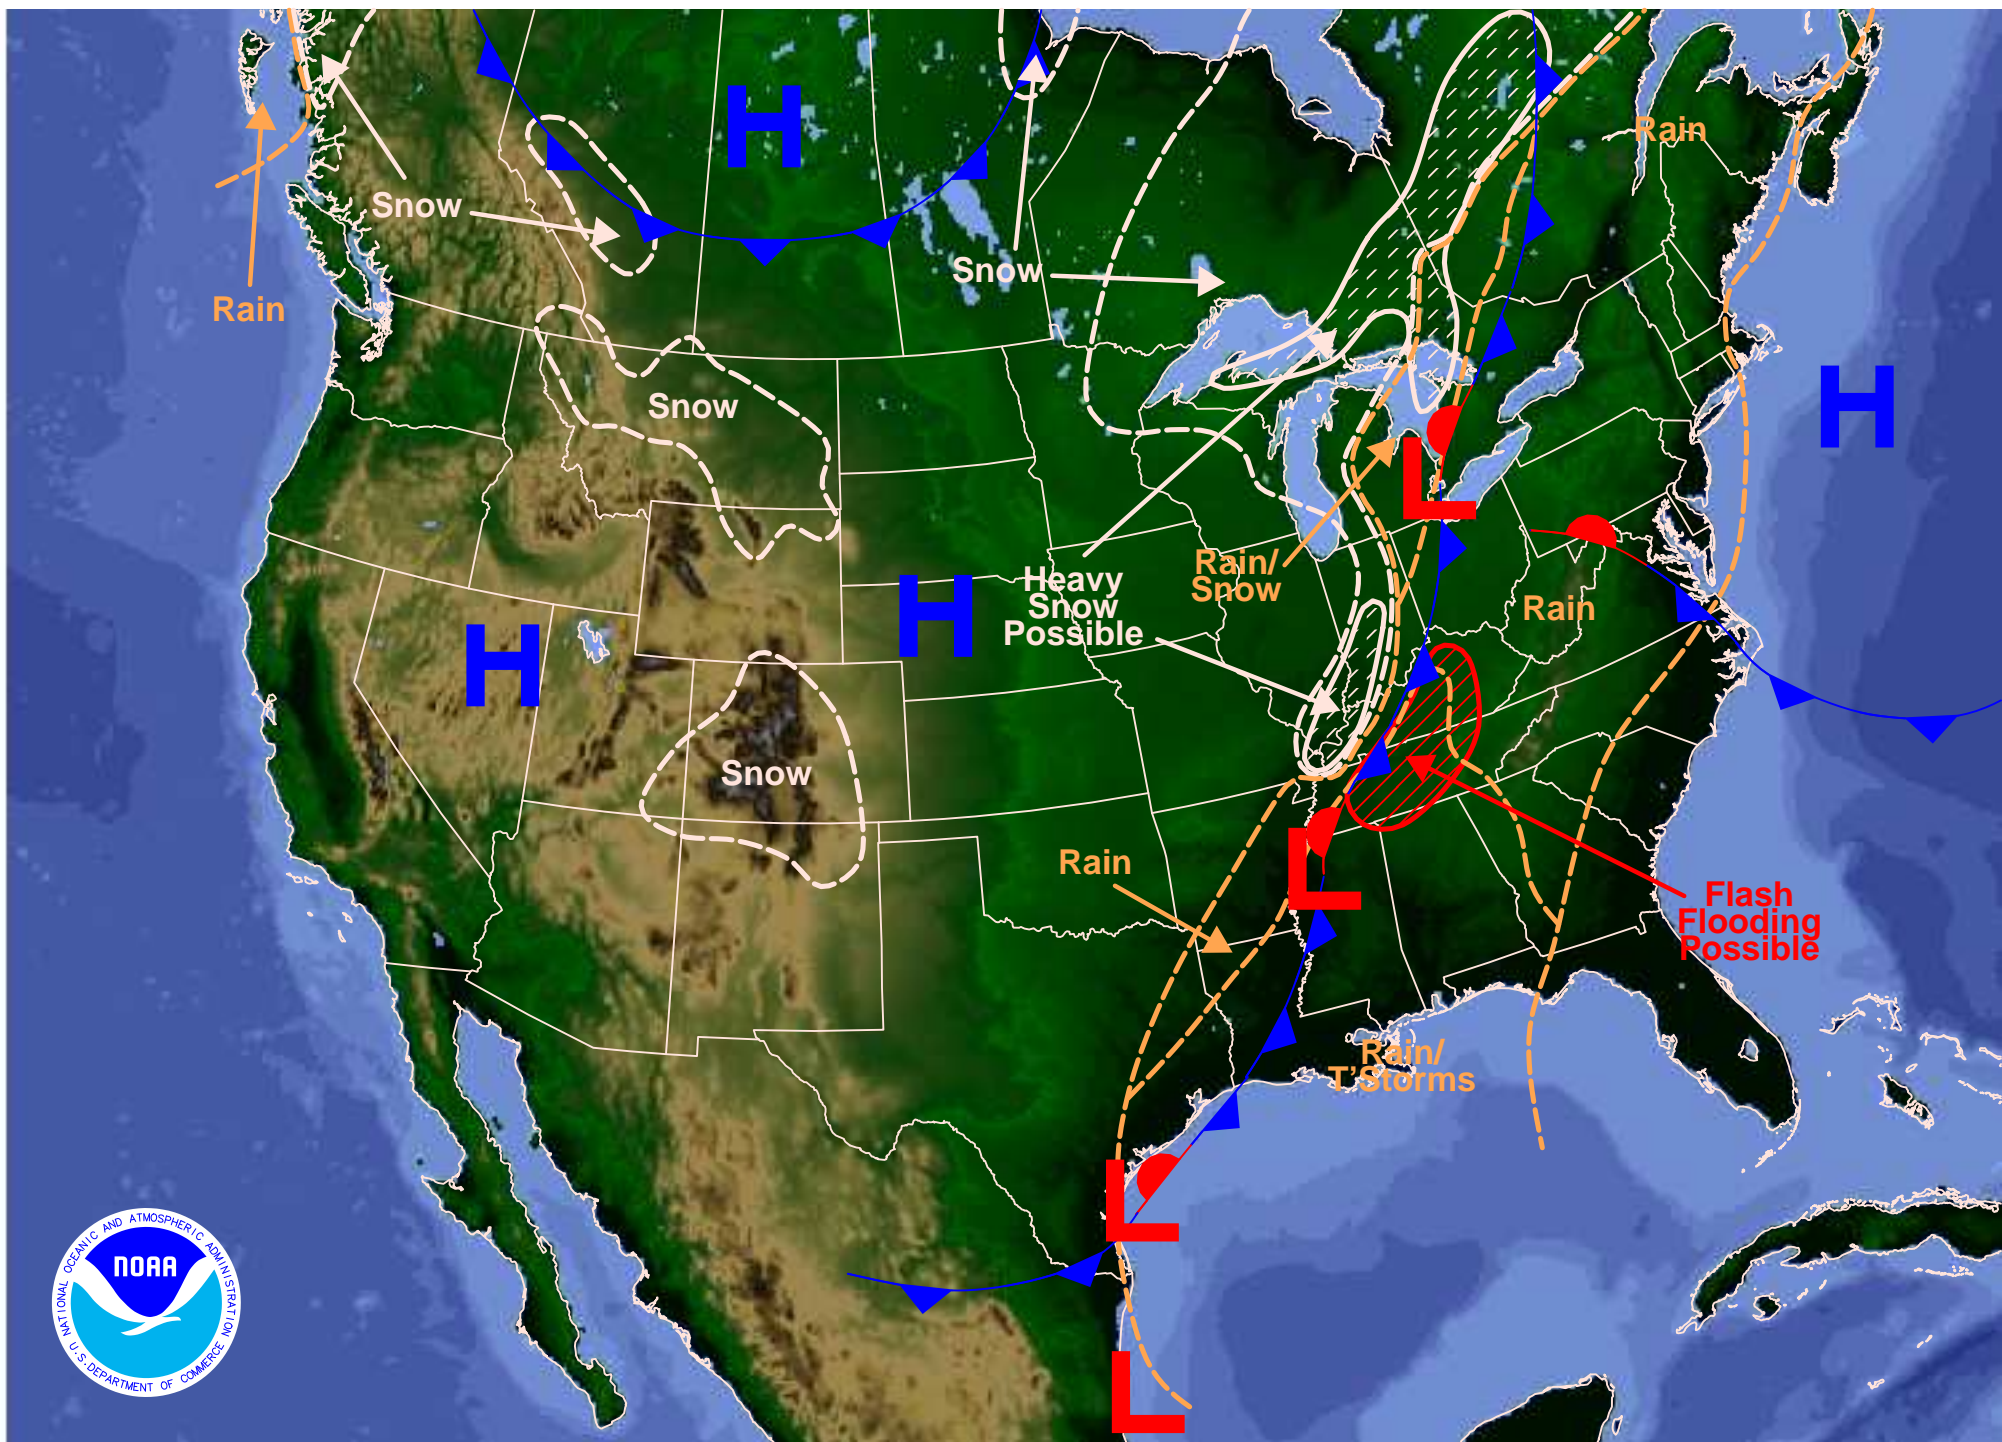 H
Rain
Snow
Snow
Rain
H
Snow
L
H
H
Heavy
Snow
Possible
Rain/
Snow
Rain
Snow
Rain
L
Flash
Flooding
Possible
Rain/
T'Storms
L
L
NOAA
NATIONAL OCEANIC AND ATMOSPHERIC ADMINISTRATION
U.S. DEPARTMENT OF COMMERCE